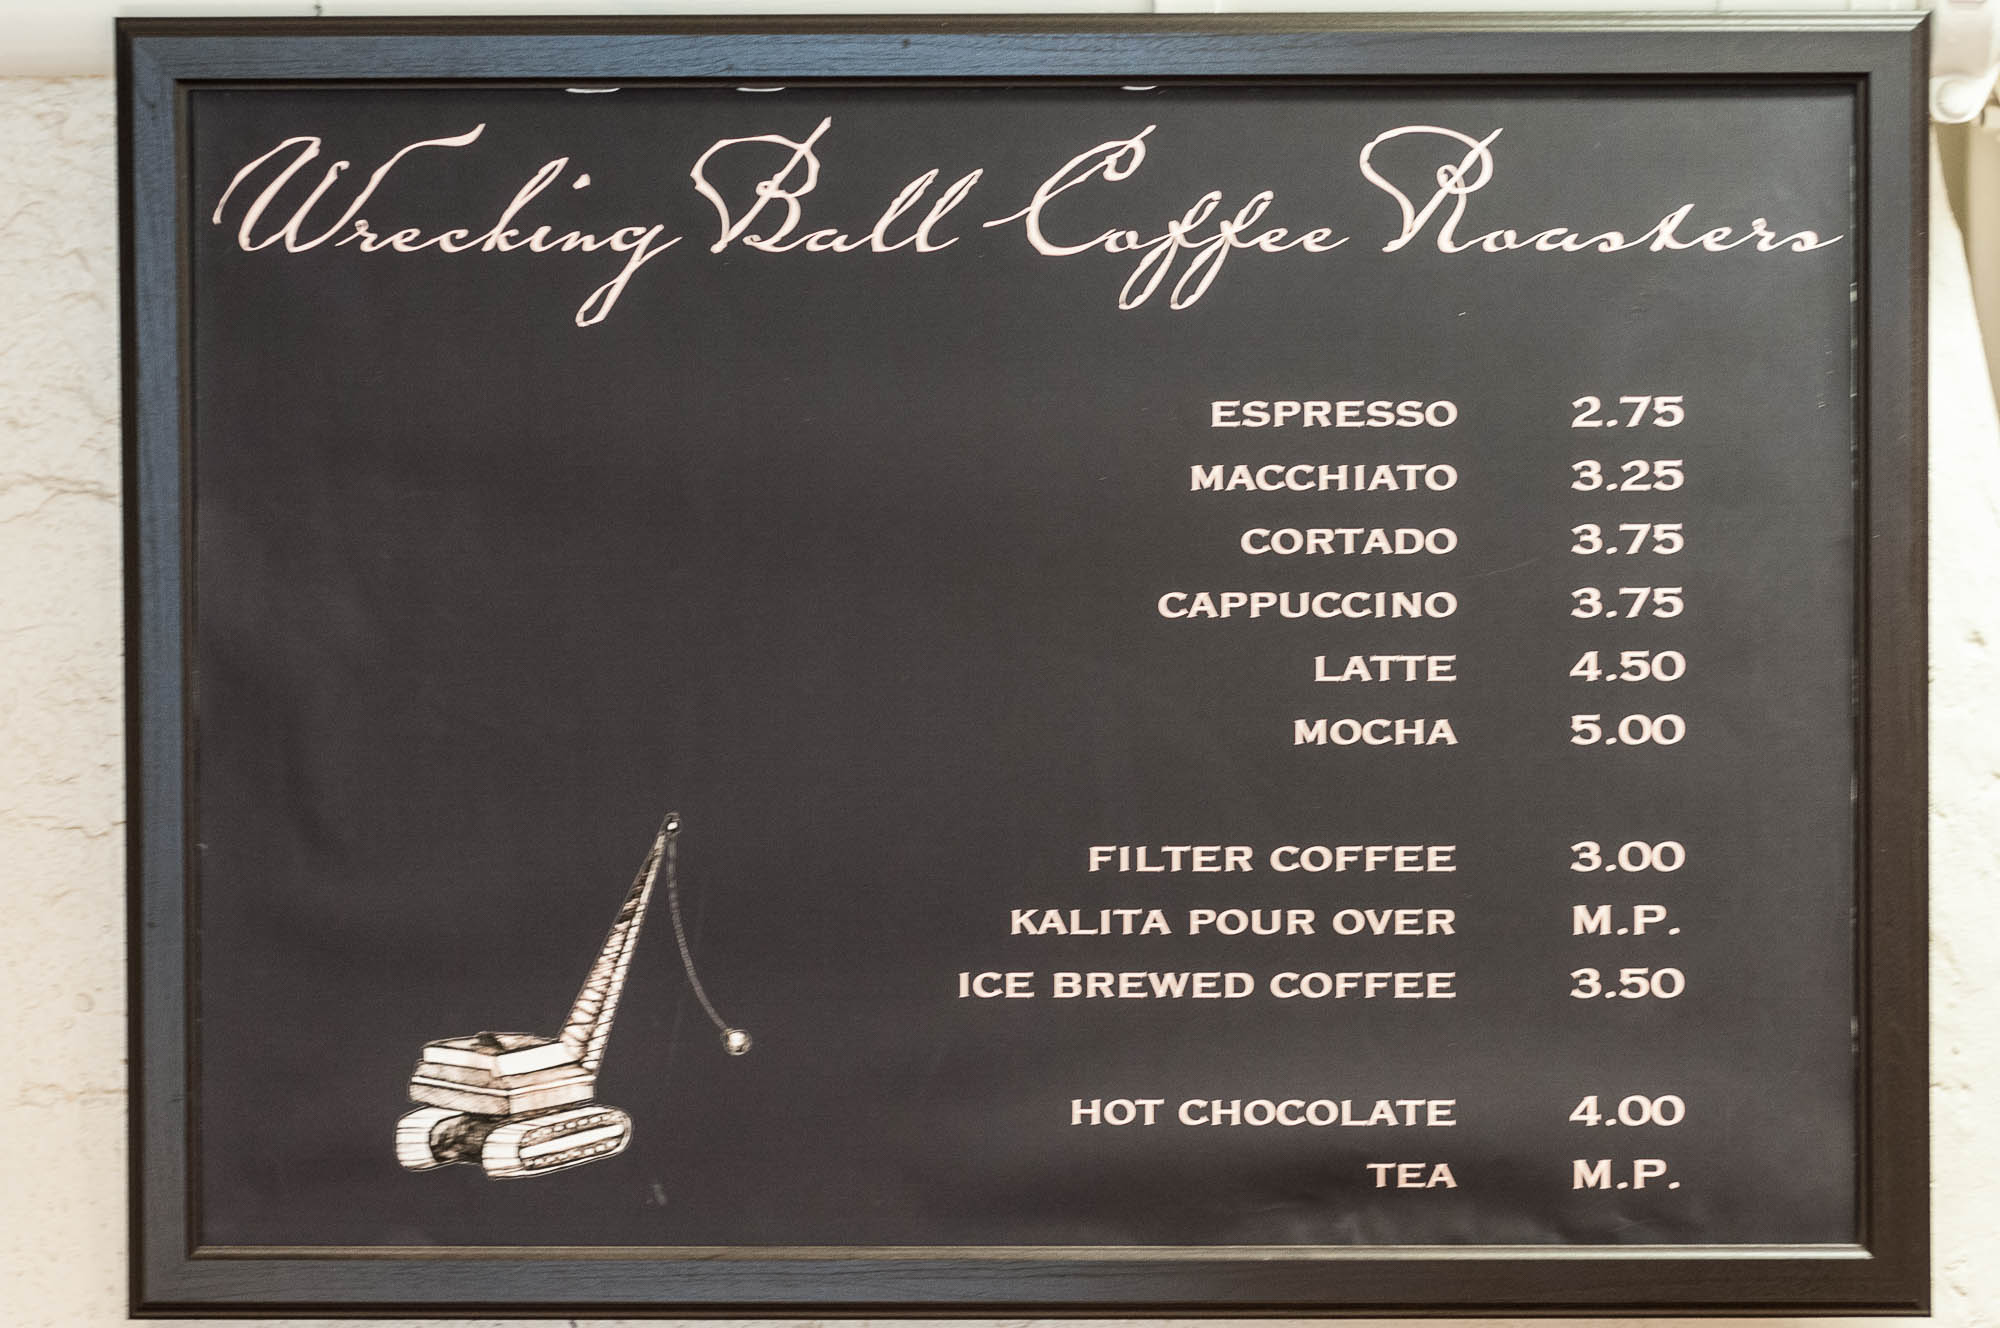 Wrecking Ball Coffee Roasters
ESPRESSO 2.75
MACCHIATO 3.25
CORTADO 3.75
CAPPUCCINO 3.75
LATTE 4.50
MOCHA 5.00
FILTER COFFEE 3.00
KALITA POUR OVER M.P.
ICE BREWED COFFEE 3.50
HOT CHOCOLATE 4.00
TEA M.P.